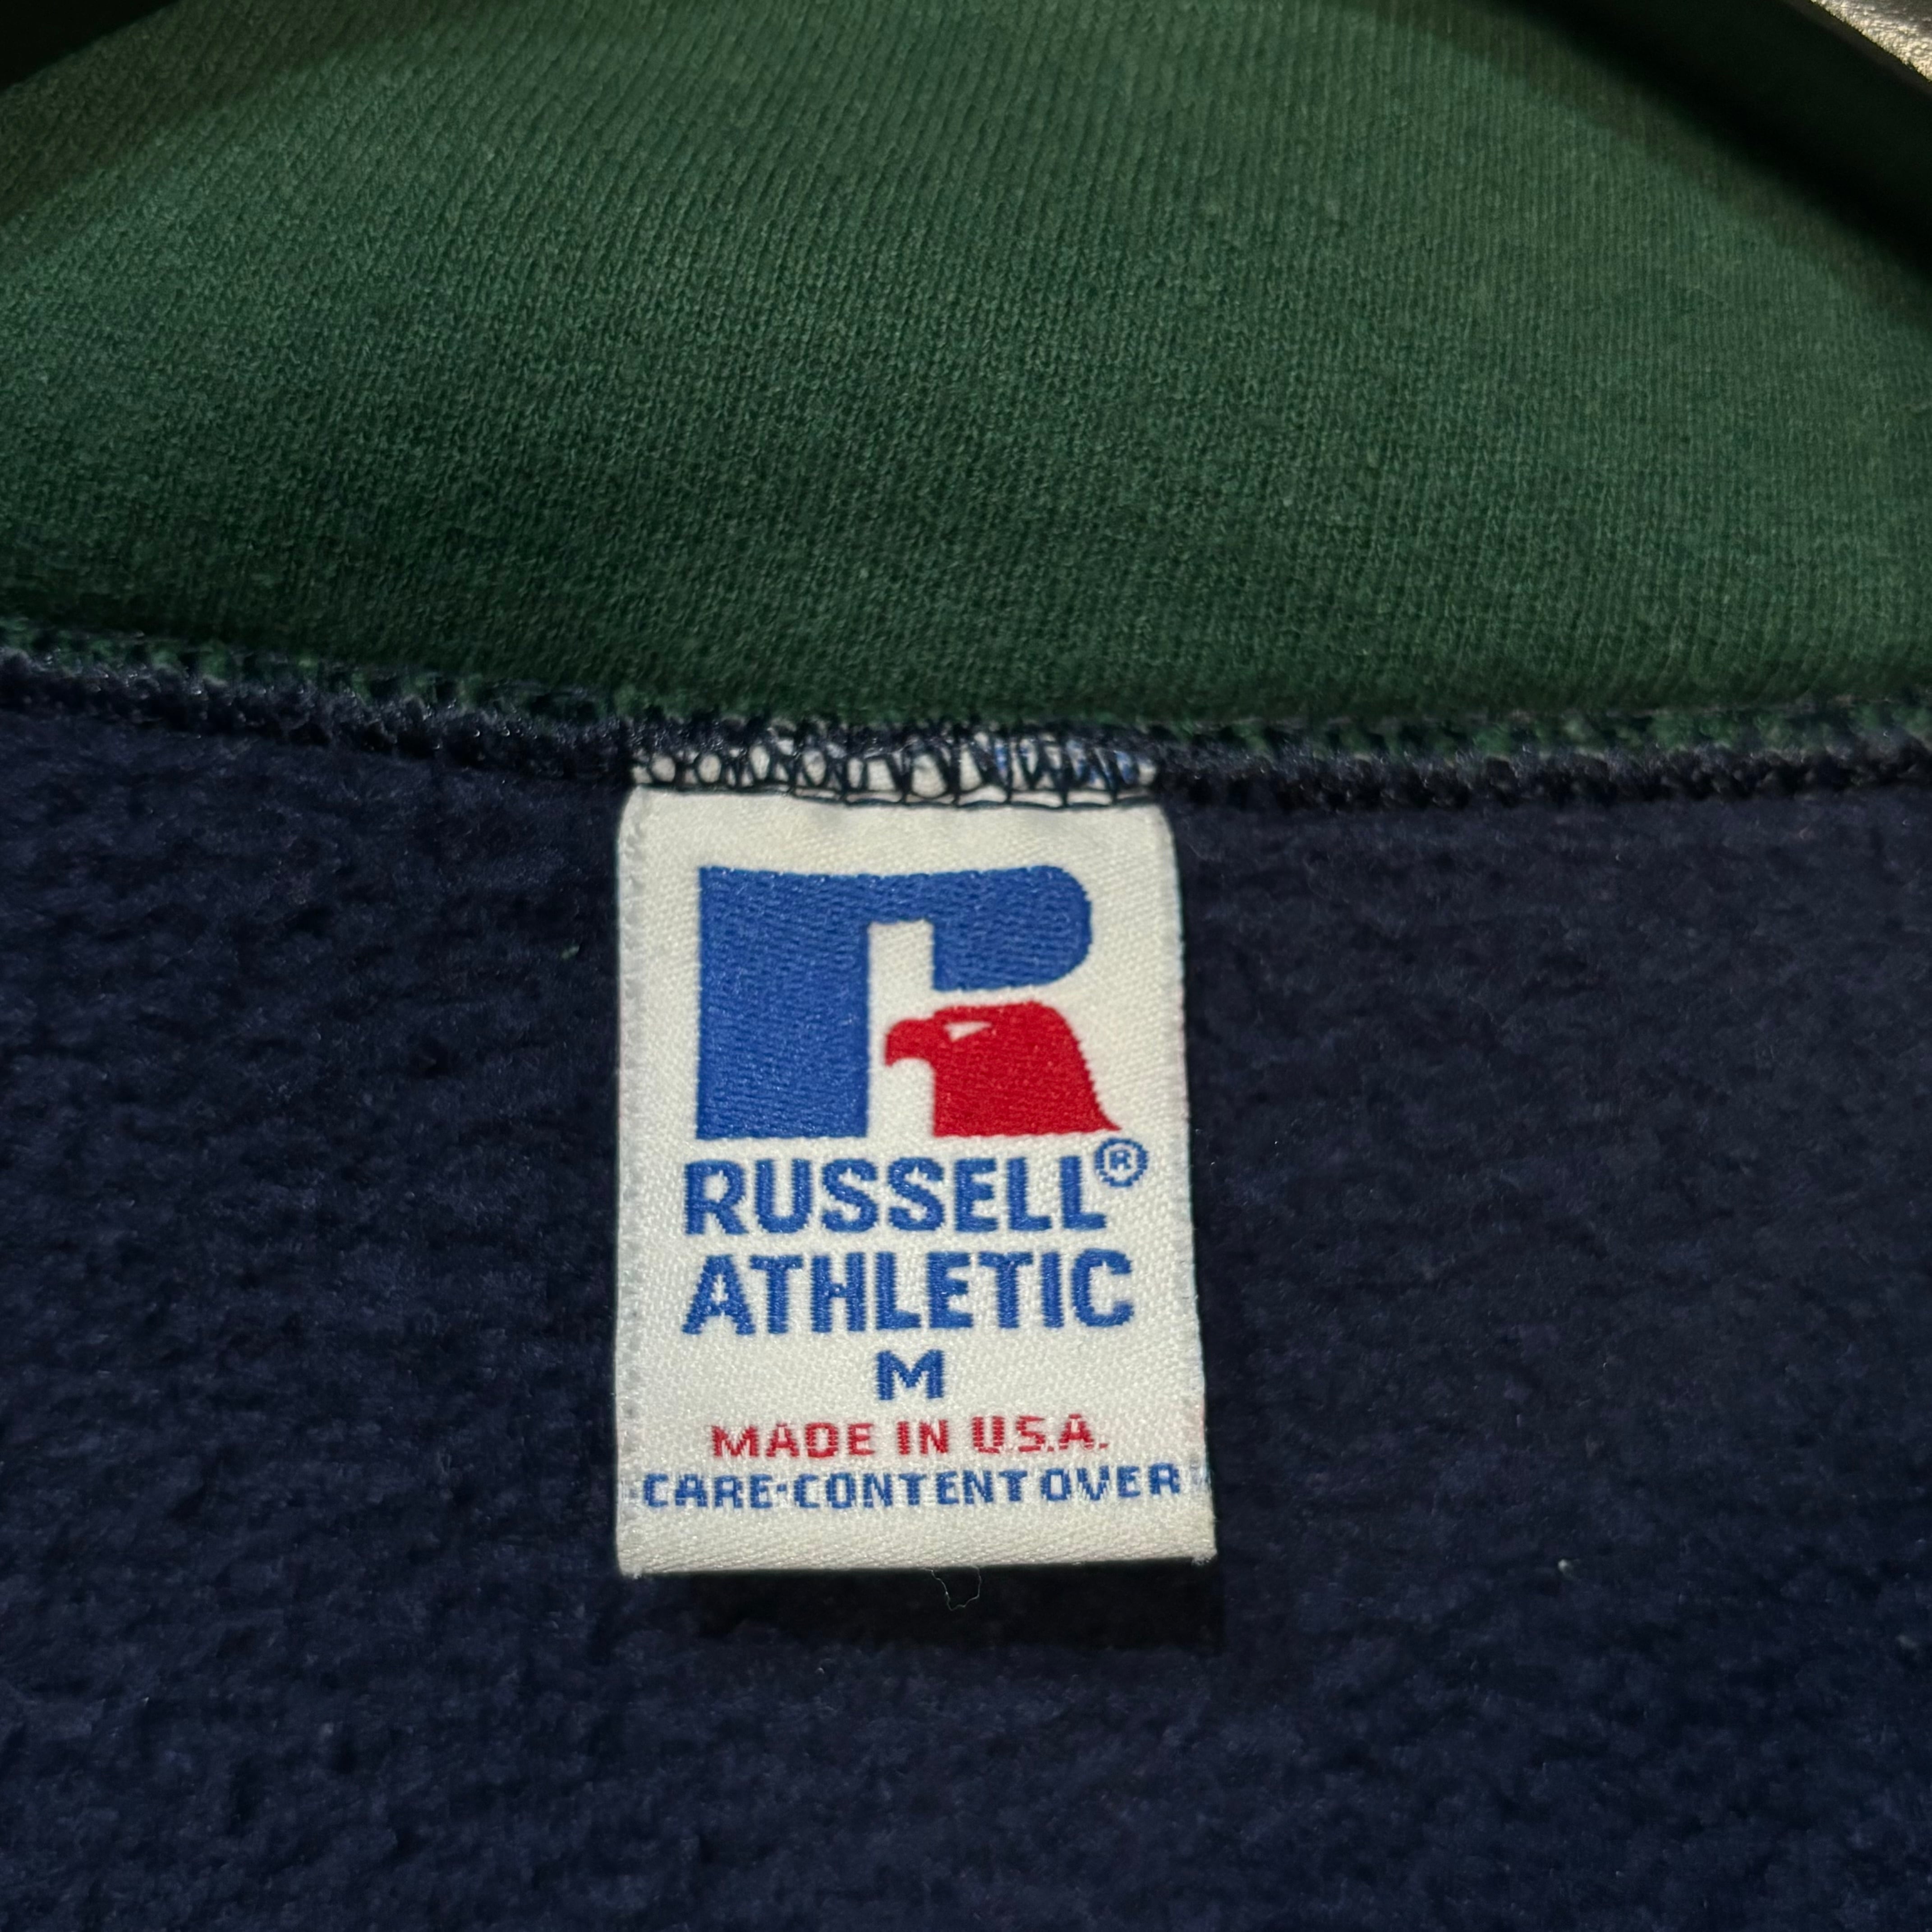 RUSSELL®
ATHLETIC
M
MADE IN U.S.A.
CARE-CONTENT OVER